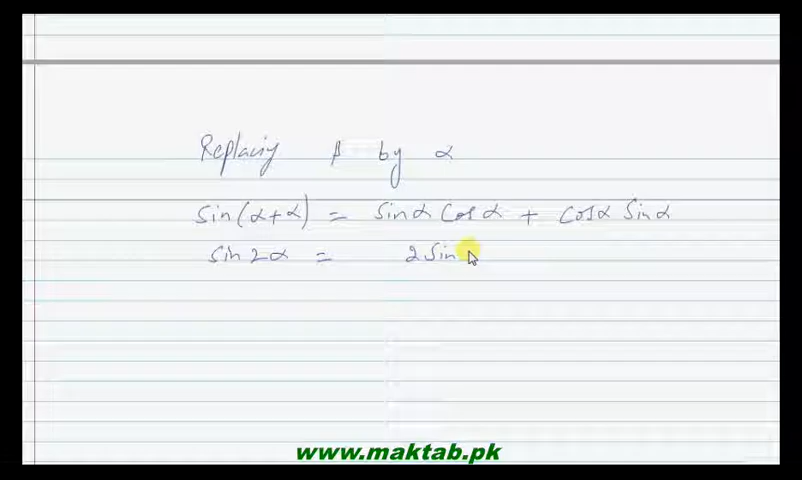 Replacing β by α
Sin(α+α) = Sinα Cosα + Cosα Sinα
Sin2α = 2Sin
www.maktab.pk